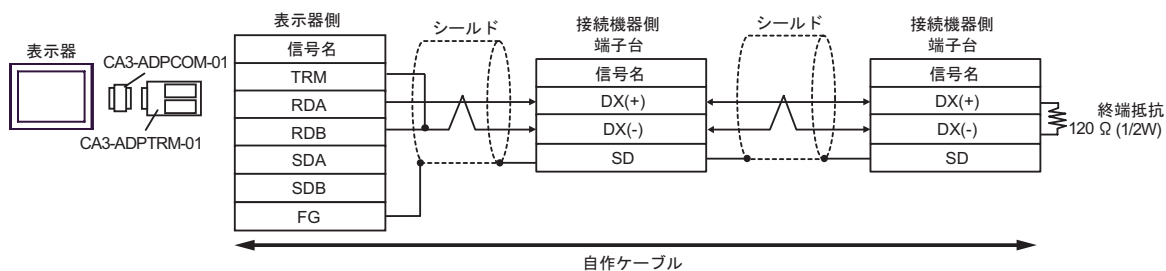 表示器
CA3-ADPCOM-01
CA3-ADPTRM-01
表示器側
信号名
TRM
RDA
RDB
SDA
SDB
FG
シールド
接続機器側
端子台
信号名
DX(+)
DX(-)
SD
シールド
接続機器側
端子台
信号名
DX(+)
DX(-)
SD
終端抵抗
120 Ω (1/2W)
自作ケーブル